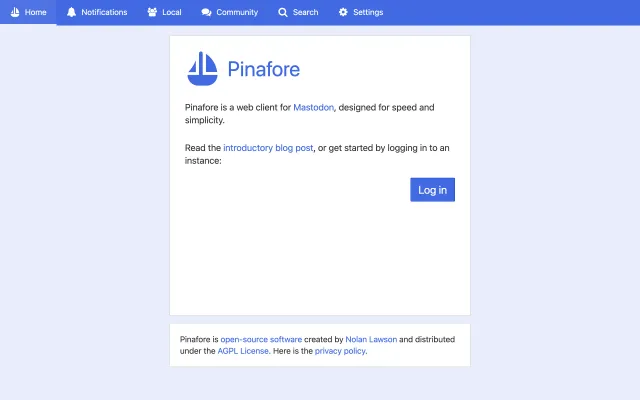 Home Notifications Local Community Search Settings
Pinafore
Pinafore is a web client for Mastodon, designed for speed and
simplicity.
Read the introductory blog post, or get started by logging in to an
instance:
Log in
Pinafore is open-source software created by Nolan Lawson and distributed
under the AGPL License. Here is the privacy policy.